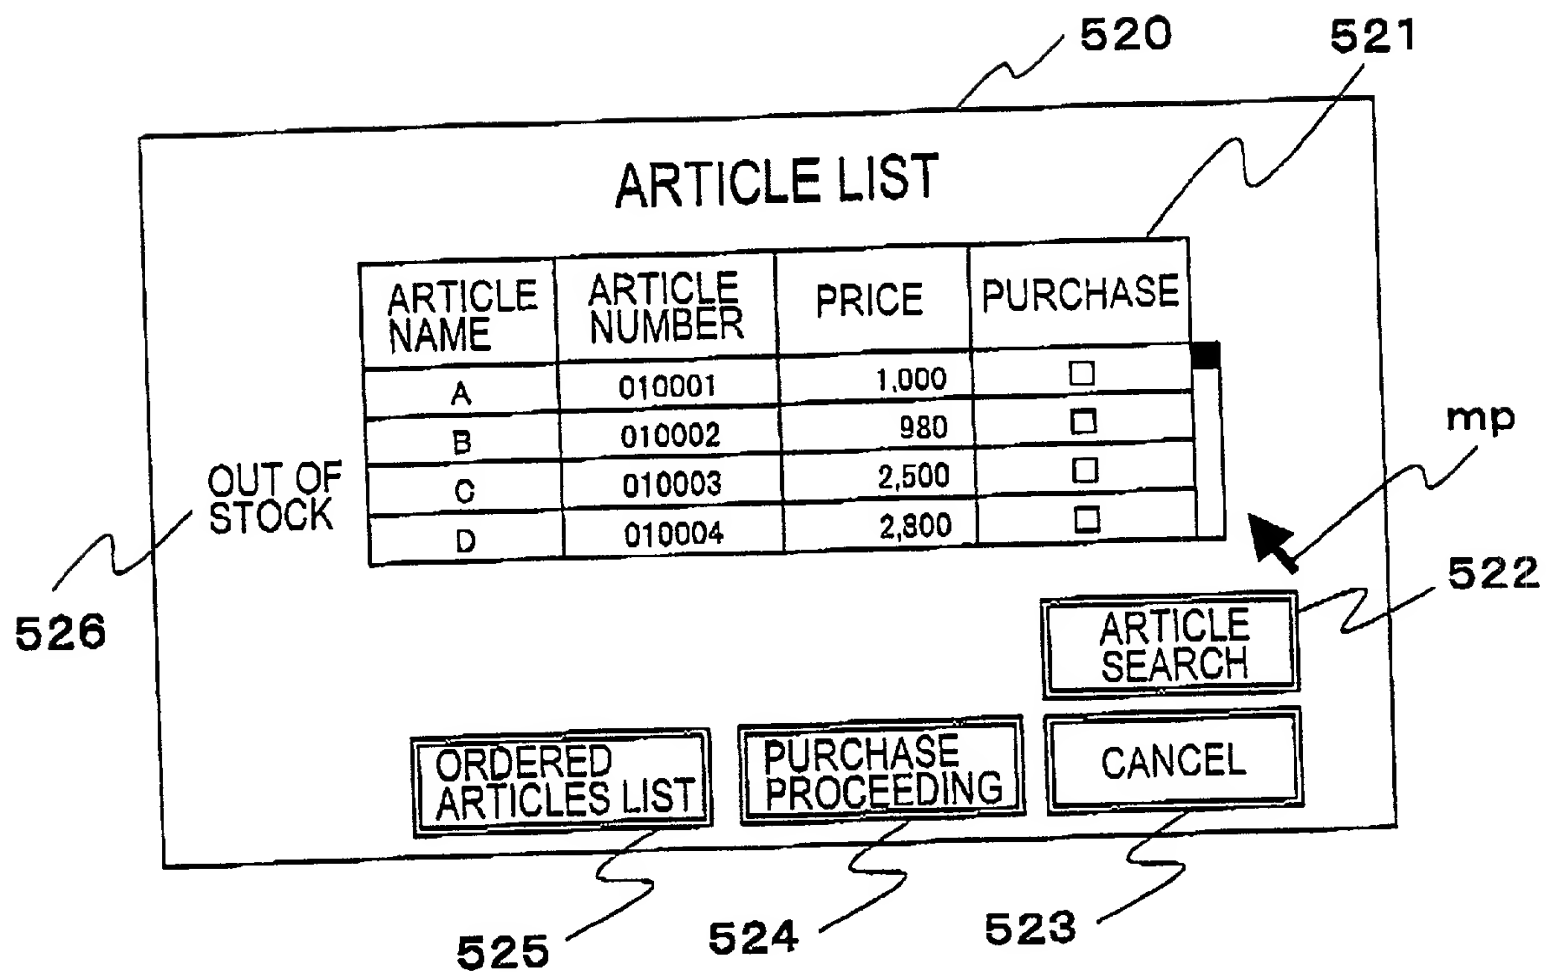 520
521
ARTICLE LIST
ARTICLE NAME ARTICLE NUMBER PRICE PURCHASE
A 010001 1,000
B 010002 980
OUT OF STOCK
C 010003 2,500
D 010004 2,800
mp
526
522
ARTICLE
SEARCH
ORDERED
ARTICLES LIST
PURCHASE
PROCEEDING
CANCEL
525
524
523